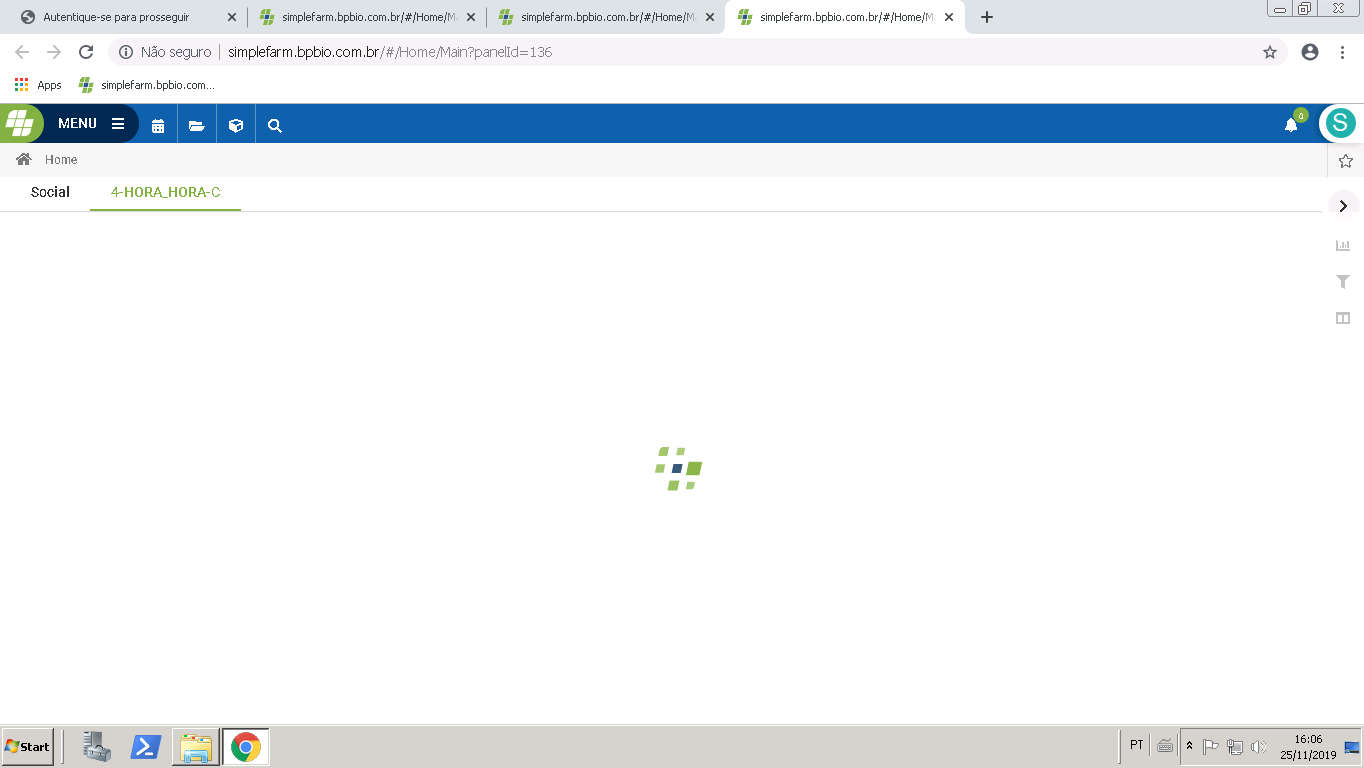 Autentique-se para prosseguir
simplefarm.bpbio.com.br/#/Home/M
simplefarm.bpbio.com.br/#/Home/M
simplefarm.bpbio.com.br/#/Home/M
Não seguro
simplefarm.bpbio.com.br/#/Home/Main?panelId=136
Apps
simplefarm.bpbio.com...
MENU
0
S
Home
Social
4-HORA_HORA-C
Start
PT
16:06
25/11/2019